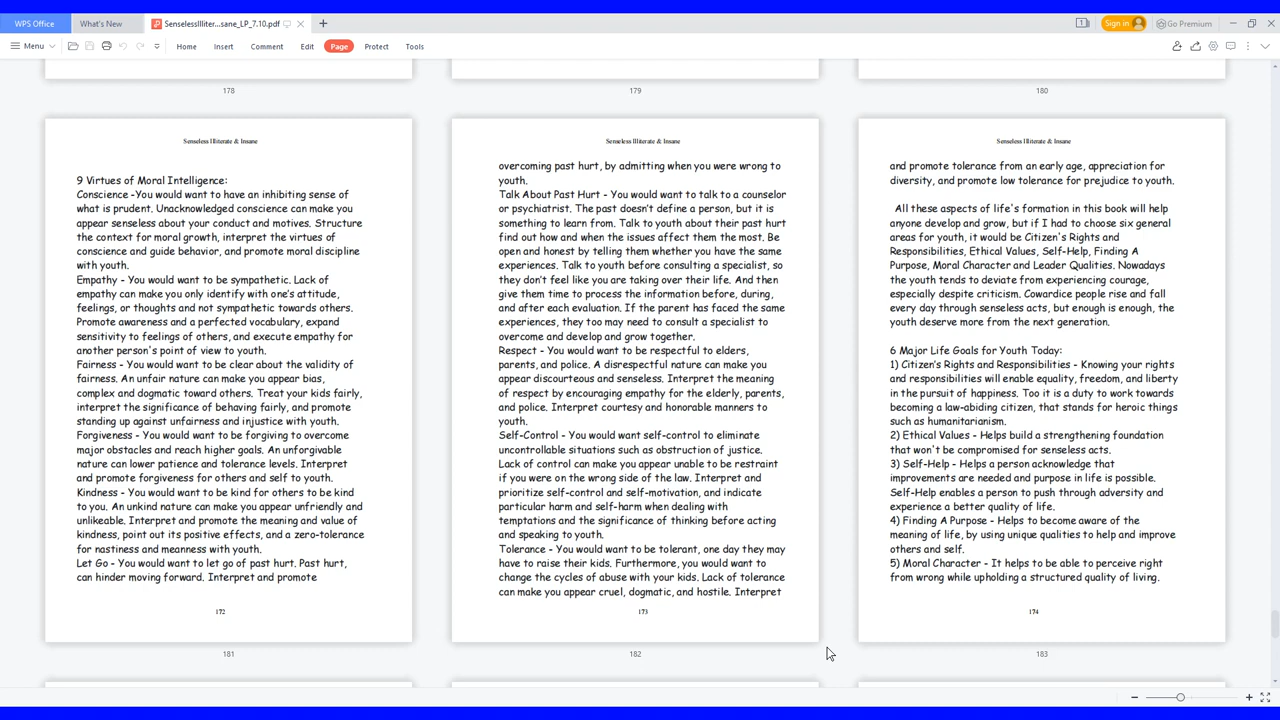 WPS Office
What's New
SenselessIlliter...sane_LP_7.10.pdf
1
Sign in
Go Premium
Menu
Home
Insert
Comment
Edit
Page
Protect
Tools
178
179
180
Senseless Illiterate & Insane
9 Virtues of Moral Intelligence:
Conscience -You would want to have an inhibiting sense of
what is prudent. Unacknowledged conscience can make you
appear senseless about your conduct and motives. Structure
the context for moral growth, interpret the virtues of
conscience and guide behavior, and promote moral discipline
with youth.
Empathy - You would want to be sympathetic. Lack of
empathy can make you only identify with one's attitude,
feelings, or thoughts and not sympathetic towards others.
Promote awareness and a perfected vocabulary, expand
sensitivity to feelings of others, and execute empathy for
another person's point of view to youth.
Fairness - You would want to be clear about the validity of
fairness. An unfair nature can make you appear bias,
complex and dogmatic toward others. Treat your kids fairly,
interpret the significance of behaving fairly, and promote
standing up against unfairness and injustice with youth.
Forgiveness - You would want to be forgiving to overcome
major obstacles and reach higher goals. An unforgivable
nature can lower patience and tolerance levels. Interpret
and promote forgiveness for others and self to youth.
Kindness - You would want to be kind for others to be kind
to you. An unkind nature can make you appear unfriendly and
unlikeable. Interpret and promote the meaning and value of
kindness, point out its positive effects, and a zero-tolerance
for nastiness and meanness with youth.
Let Go - You would want to let go of past hurt. Past hurt,
can hinder moving forward. Interpret and promote
172
181
Senseless Illiterate & Insane
overcoming past hurt, by admitting when you were wrong to
youth.
Talk About Past Hurt - You would want to talk to a counselor
or psychiatrist. The past doesn't define a person, but it is
something to learn from. Talk to youth about their past hurt
find out how and when the issues affect them the most. Be
open and honest by telling them whether you have the same
experiences. Talk to youth before consulting a specialist, so
they don't feel like you are taking over their life. And then
give them time to process the information before, during,
and after each evaluation. If the parent has faced the same
experiences, they too may need to consult a specialist to
overcome and develop and grow together.
Respect - You would want to be respectful to elders,
parents, and police. A disrespectful nature can make you
appear discourteous and senseless. Interpret the meaning
of respect by encouraging empathy for the elderly, parents,
and police. Interpret courtesy and honorable manners to
youth.
Self-Control - You would want self-control to eliminate
uncontrollable situations such as obstruction of justice.
Lack of control can make you appear unable to be restraint
if you were on the wrong side of the law. Interpret and
prioritize self-control and self-motivation, and indicate
particular harm and self-harm when dealing with
temptations and the significance of thinking before acting
and speaking to youth.
Tolerance - You would want to be tolerant, one day they may
have to raise their kids. Furthermore, you would want to
change the cycles of abuse with your kids. Lack of tolerance
can make you appear cruel, dogmatic, and hostile. Interpret
173
182
Senseless Illiterate & Insane
and promote tolerance from an early age, appreciation for
diversity, and promote low tolerance for prejudice to youth.
All these aspects of life's formation in this book will help
anyone develop and grow, but if I had to choose six general
areas for youth, it would be Citizen's Rights and
Responsibilities, Ethical Values, Self-Help, Finding A
Purpose, Moral Character and Leader Qualities. Nowadays
the youth tends to deviate from experiencing courage,
especially despite criticism. Cowardice people rise and fall
every day through senseless acts, but enough is enough, the
youth deserve more from the next generation.
6 Major Life Goals for Youth Today:
1) Citizen's Rights and Responsibilities - Knowing your rights
and responsibilities will enable equality, freedom, and liberty
in the pursuit of happiness. Too it is a duty to work towards
becoming a law-abiding citizen, that stands for heroic things
such as humanitarianism.
2) Ethical Values - Helps build a strengthening foundation
that won't be compromised for senseless acts.
3) Self-Help - Helps a person acknowledge that
improvements are needed and purpose in life is possible.
Self-Help enables a person to push through adversity and
experience a better quality of life.
4) Finding A Purpose - Helps to become aware of the
meaning of life, by using unique qualities to help and improve
others and self.
5) Moral Character - It helps to be able to perceive right
from wrong while upholding a structured quality of living.
174
183